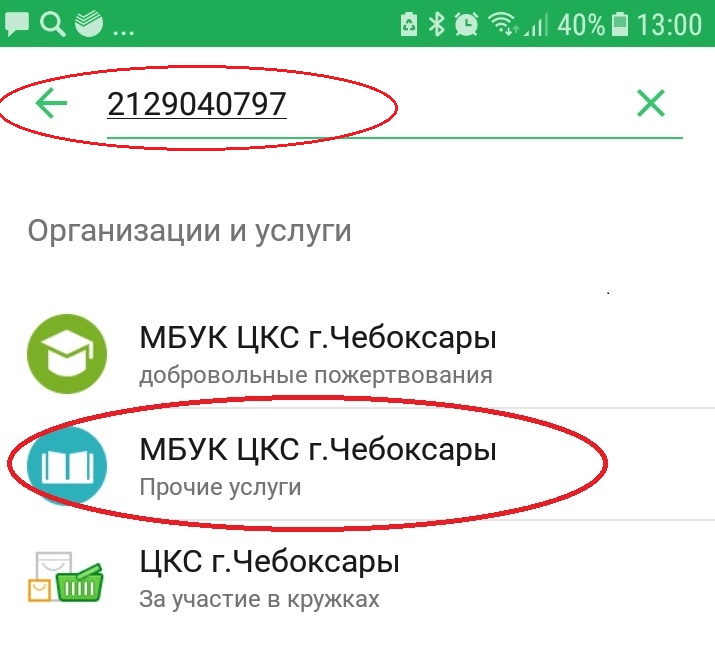 ... 40% 13:00
2129040797
Организации и услуги
МБУК ЦКС г.Чебоксары
добровольные пожертвования
МБУК ЦКС г.Чебоксары
Прочие услуги
ЦКС г.Чебоксары
За участие в кружках